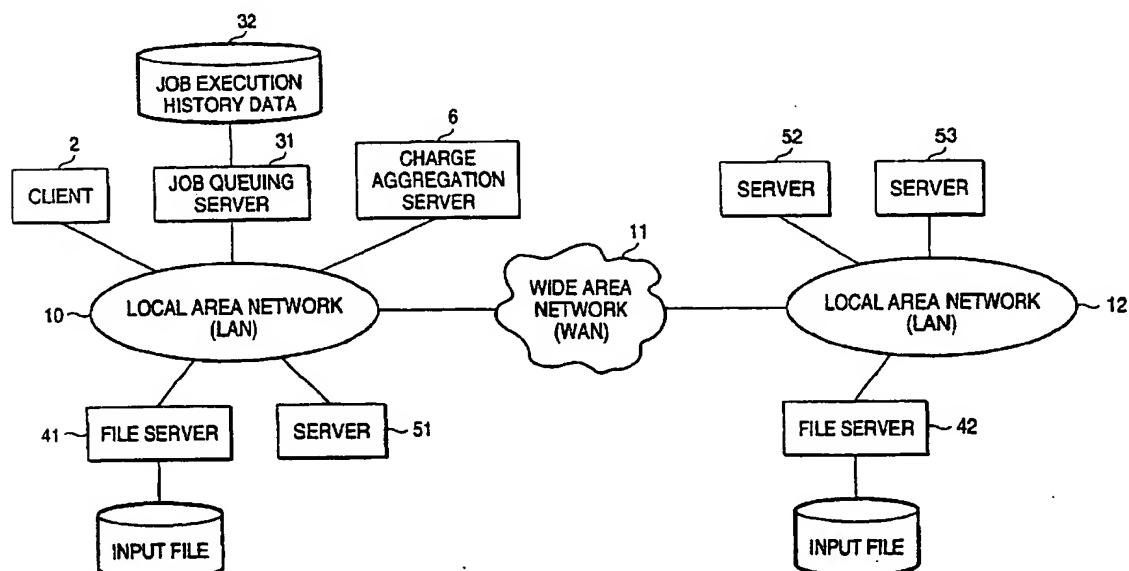 32
JOB EXECUTION
HISTORY DATA
2
CLIENT
31
JOB QUEUING
SERVER
6
CHARGE
AGGREGATION
SERVER
52
SERVER
53
SERVER
10
LOCAL AREA NETWORK
(LAN)
11
WIDE AREA
NETWORK
(WAN)
LOCAL AREA NETWORK
(LAN)
12
41
FILE SERVER
SERVER
51
FILE SERVER
42
INPUT FILE
INPUT FILE